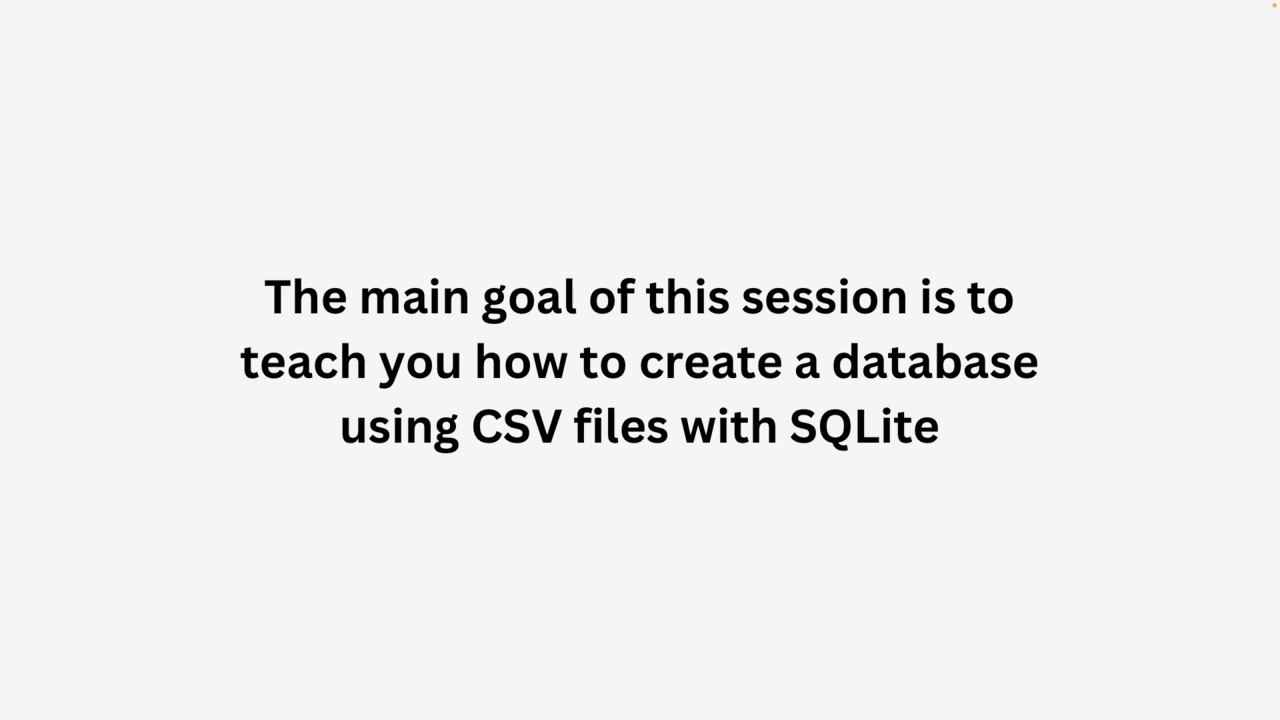 The main goal of this session is to
teach you how to create a database
using CSV files with SQLite